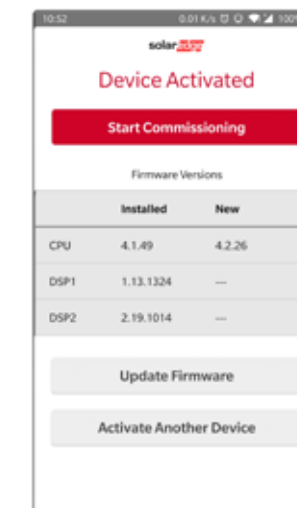 10:52 0.01 K/s 100%
solaredge
Device Activated
Start Commissioning
Firmware Versions
Installed New
CPU 4.1.49 4.2.26
DSP1 1.13.1324 ---
DSP2 2.19.1014 ---
Update Firmware
Activate Another Device